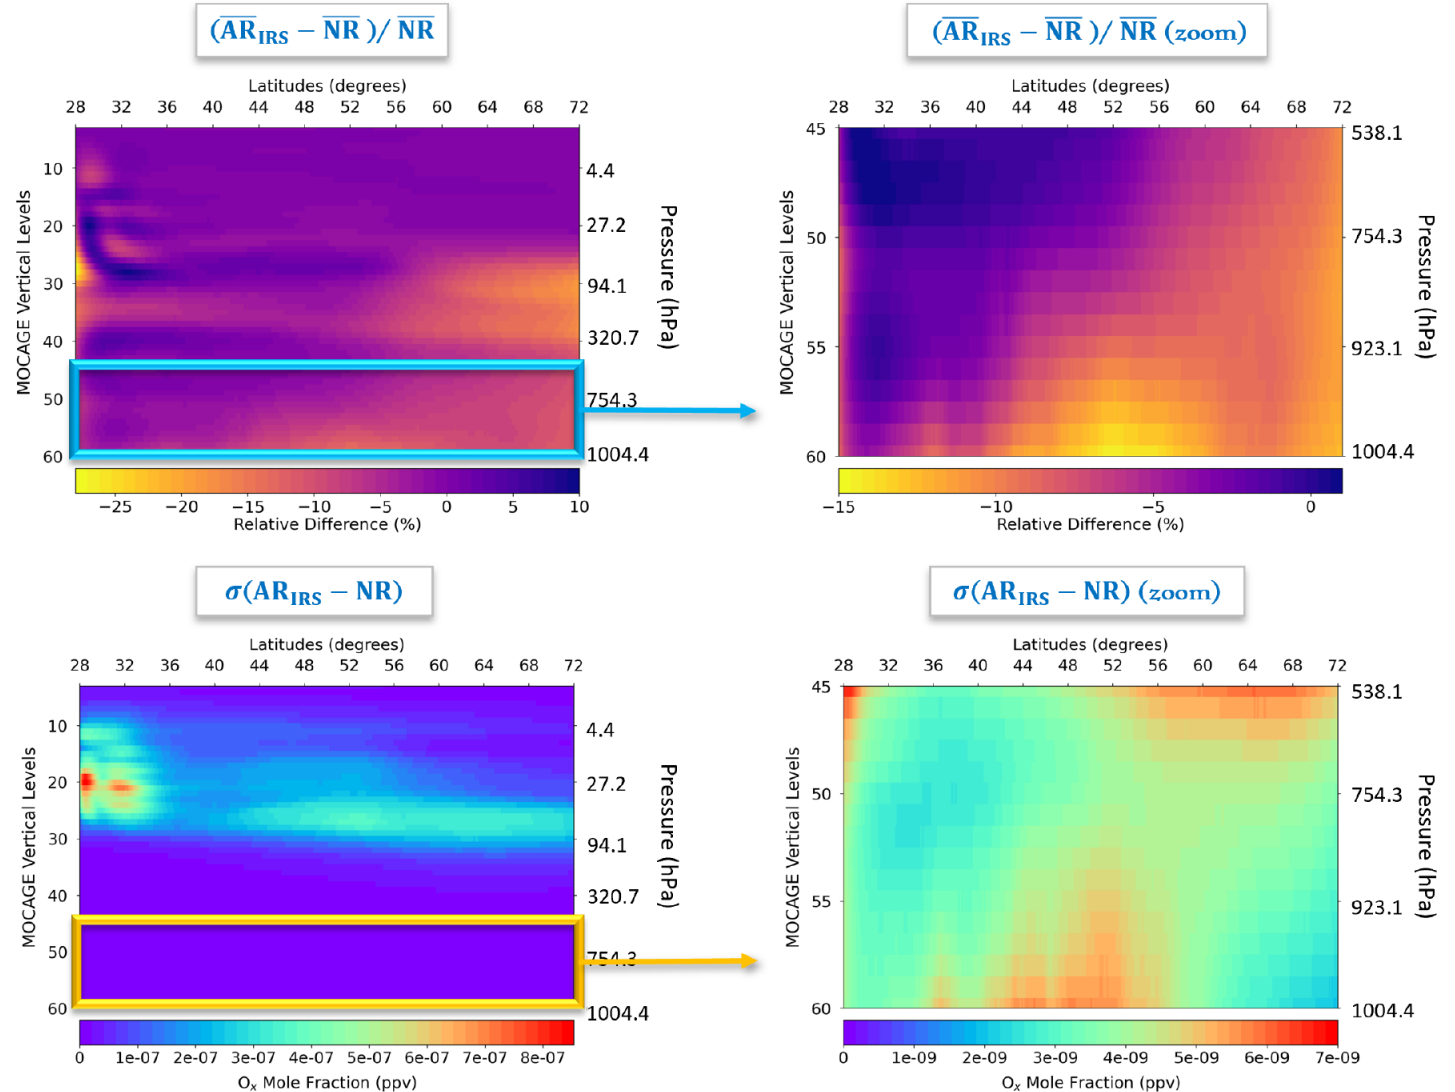 (AR̅_IRS − NR̅ )/ NR̅
Latitudes (degrees)
28 32 36 40 44 48 52 56 60 64 68 72
MOCAGE Vertical Levels
10
20
30
40
50
60
4.4
27.2
94.1
320.7
754.3
1004.4
Pressure (hPa)
−25 −20 −15 −10 −5 0 5 10
Relative Difference (%)
(AR̅_IRS − NR̅ )/ NR̅ (zoom)
Latitudes (degrees)
28 32 36 40 44 48 52 56 60 64 68 72
MOCAGE Vertical Levels
45
50
55
60
538.1
754.3
923.1
1004.4
Pressure (hPa)
−15 −10 −5 0
Relative Difference (%)
σ(AR_IRS − NR)
Latitudes (degrees)
28 32 36 40 44 48 52 56 60 64 68 72
MOCAGE Vertical Levels
10
20
30
40
50
60
4.4
27.2
94.1
320.7
754.3
1004.4
Pressure (hPa)
0 1e-07 2e-07 3e-07 4e-07 5e-07 6e-07 7e-07 8e-07
Oₓ Mole Fraction (ppv)
σ(AR_IRS − NR) (zoom)
Latitudes (degrees)
28 32 36 40 44 48 52 56 60 64 68 72
MOCAGE Vertical Levels
45
50
55
60
538.1
754.3
923.1
1004.4
Pressure (hPa)
0 1e-09 2e-09 3e-09 4e-09 5e-09 6e-09 7e-09
Oₓ Mole Fraction (ppv)